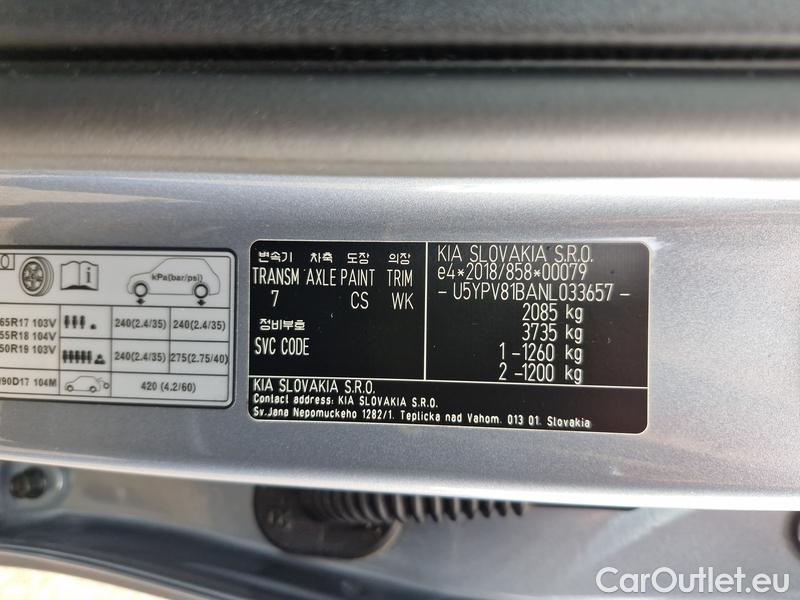 kPa(bar/psi)
65R17 103V
240(2.4/35) 240(2.4/35)
55R18 104V
50R19 103V
240(2.4/35) 275(2.75/40)
/90D17 104M
420 (4.2/60)
변속기 차축 도장 의장
TRANSM AXLE PAINT TRIM
7 CS WK
정비부호
SVC CODE
KIA SLOVAKIA S.R.O.
e4*2018/858*00079
- U5YPV81BANL033657 -
2085 kg
3735 kg
1 -1260 kg
2 -1200 kg
KIA SLOVAKIA S.R.O.
Contact address: KIA SLOVAKIA S.R.O.
Sv.Jana Nepomuckeho 1282/1. Teplicka nad Vahom. 013 01. Slovakia
CarOutlet.eu